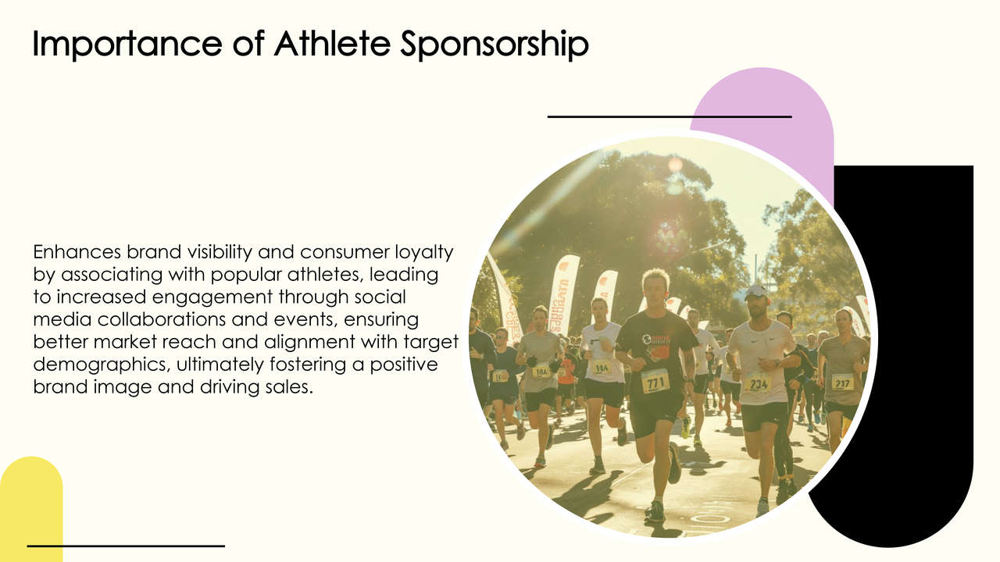 Importance of Athlete Sponsorship
Enhances brand visibility and consumer loyalty
by associating with popular athletes, leading
to increased engagement through social
media collaborations and events, ensuring
better market reach and alignment with target
demographics, ultimately fostering a positive
brand image and driving sales.
771
234
217